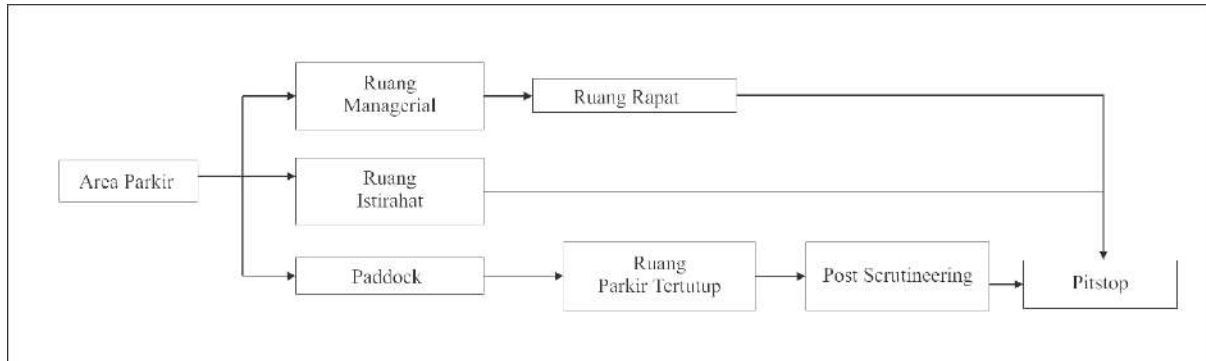 Ruang
Managerial
Ruang Rapat
Area Parkir
Ruang
Istirahat
Paddock
Ruang
Parkir Tertutup
Post Scrutineering
Pitstop